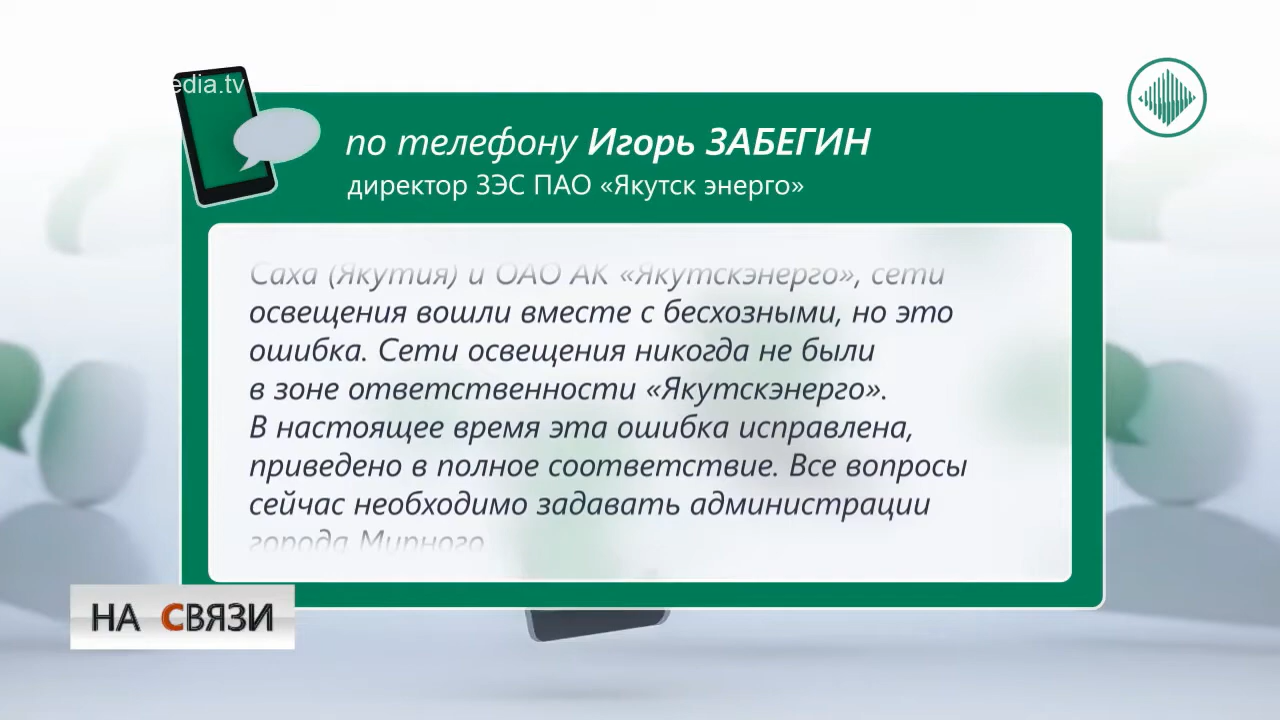 edia.tv
по телефону Игорь ЗАБЕГИН
директор ЗЭС ПАО «Якутск энерго»
Саха (Якутия) и ОАО АК «Якутскэнерго», сети
освещения вошли вместе с бесхозными, но это
ошибка. Сети освещения никогда не были
в зоне ответственности «Якутскэнерго».
В настоящее время эта ошибка исправлена,
приведено в полное соответствие. Все вопросы
сейчас необходимо задавать администрации
города Мирного
НА СВЯЗИ